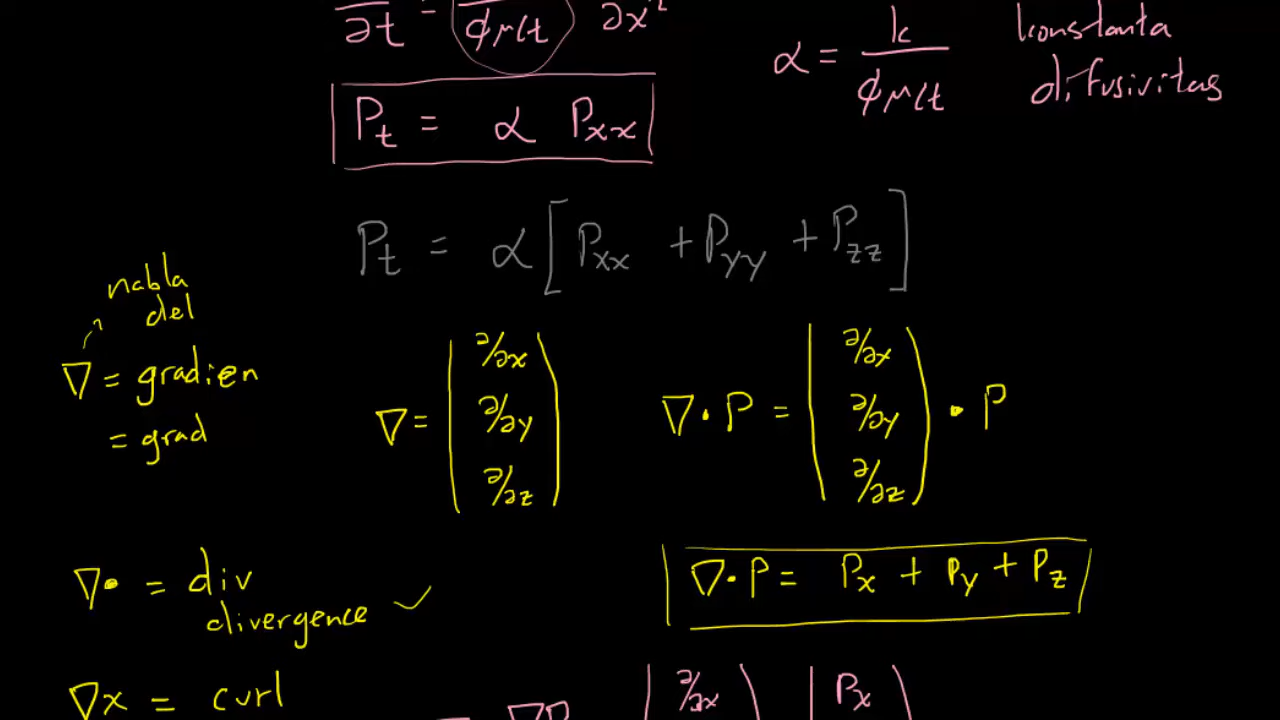 ∂t = φμct ∂x²
α = k / φμct konstanta difusivitas
Pt = α Pxx
Pt = α [Pxx + Pyy + Pzz]
nabla
del
∇ = gradien
= grad
∇ = (∂/∂x ∂/∂y ∂/∂z)
∇ · P = (∂/∂x ∂/∂y ∂/∂z) · P
∇· = div
divergence ✓
∇·P = Px + Py + Pz
∇x = curl
∇P (∂/∂x) (Px)